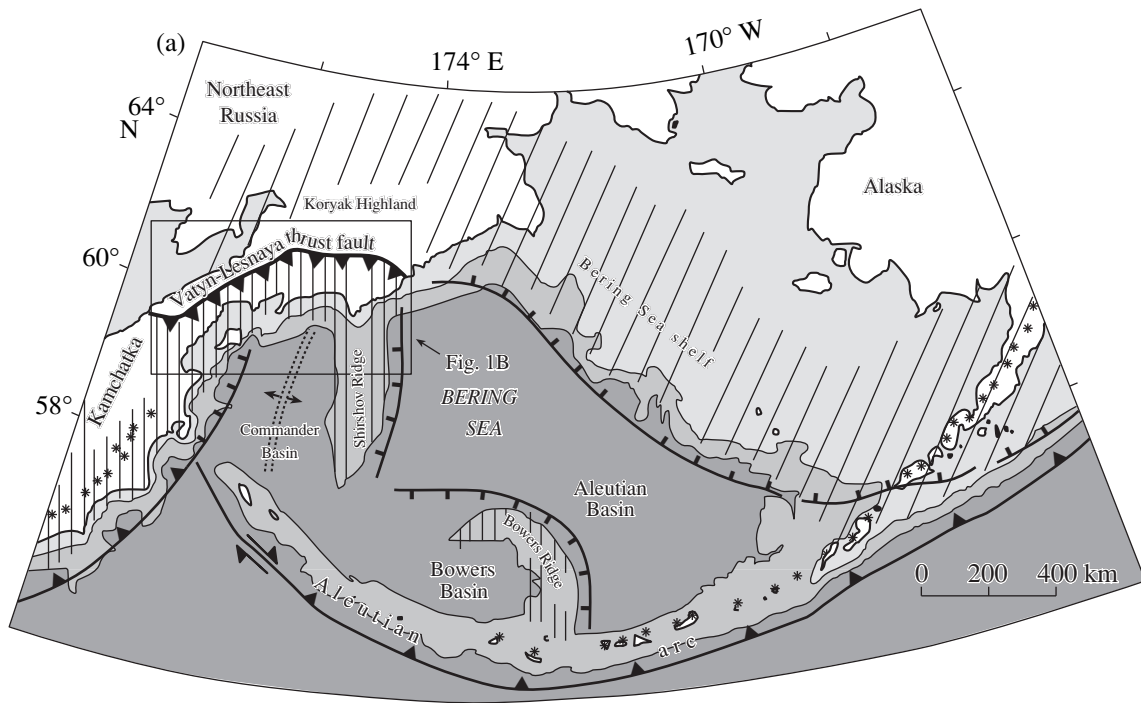 (a)
174° E
170° W
64°
N
Northeast
Russia
Koryak Highland
Alaska
60°
Vatyn-Lesnaya thrust fault
Bering Sea shelf
58°
Kamchatka
Shirshov Ridge
Fig. 1B
BERING
SEA
Commander
Basin
Aleutian
Basin
Bowers Ridge
Bowers
Basin
Aleutian arc
0 200 400 km